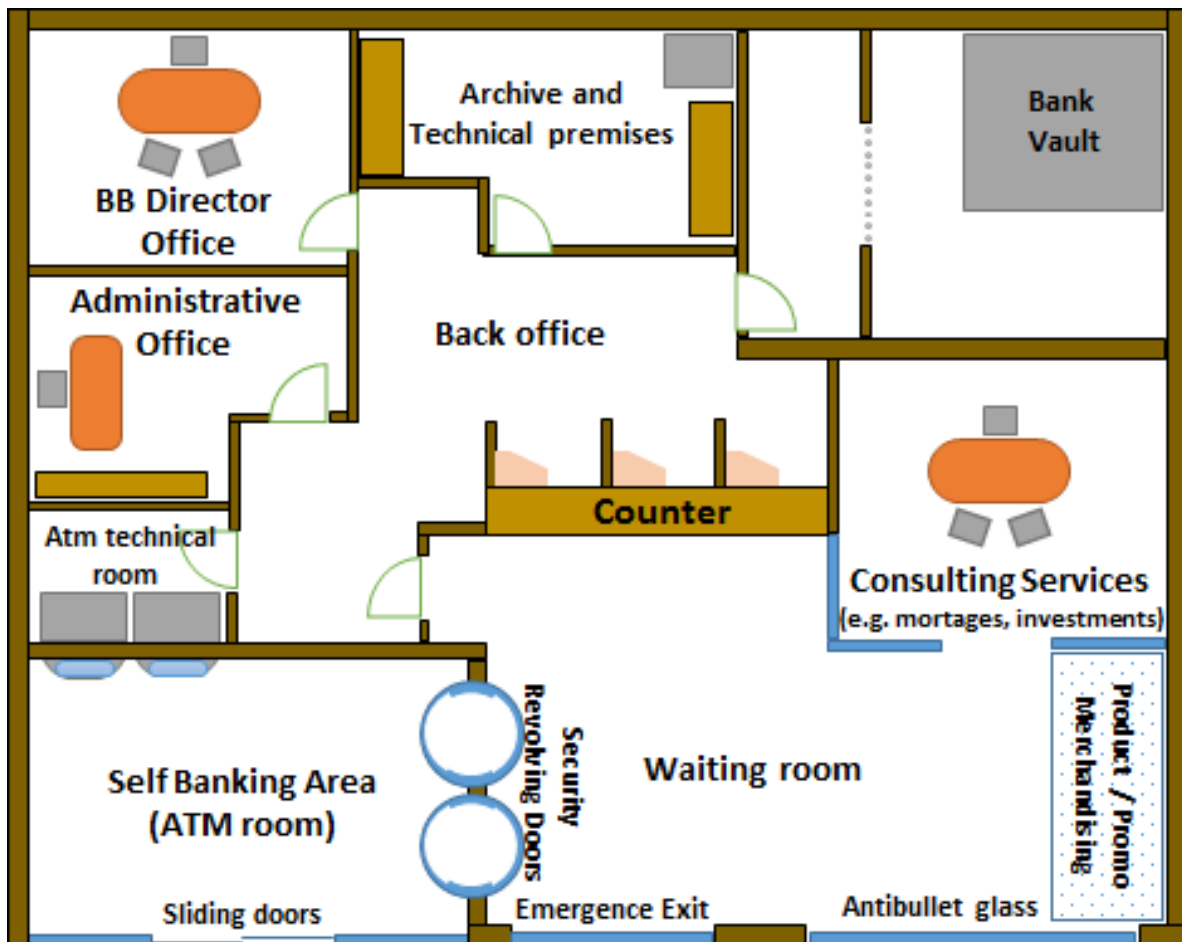 BB Director
Office
Archive and
Technical premises
Bank
Vault
Administrative
Office
Back office
Counter
Atm technical
room
Consulting Services
(e.g. mortages, investments)
Self Banking Area
(ATM room)
Security
Revolving Doors
Waiting room
Product / Promo
Merchandising
Sliding doors
Emergence Exit
Antibullet glass